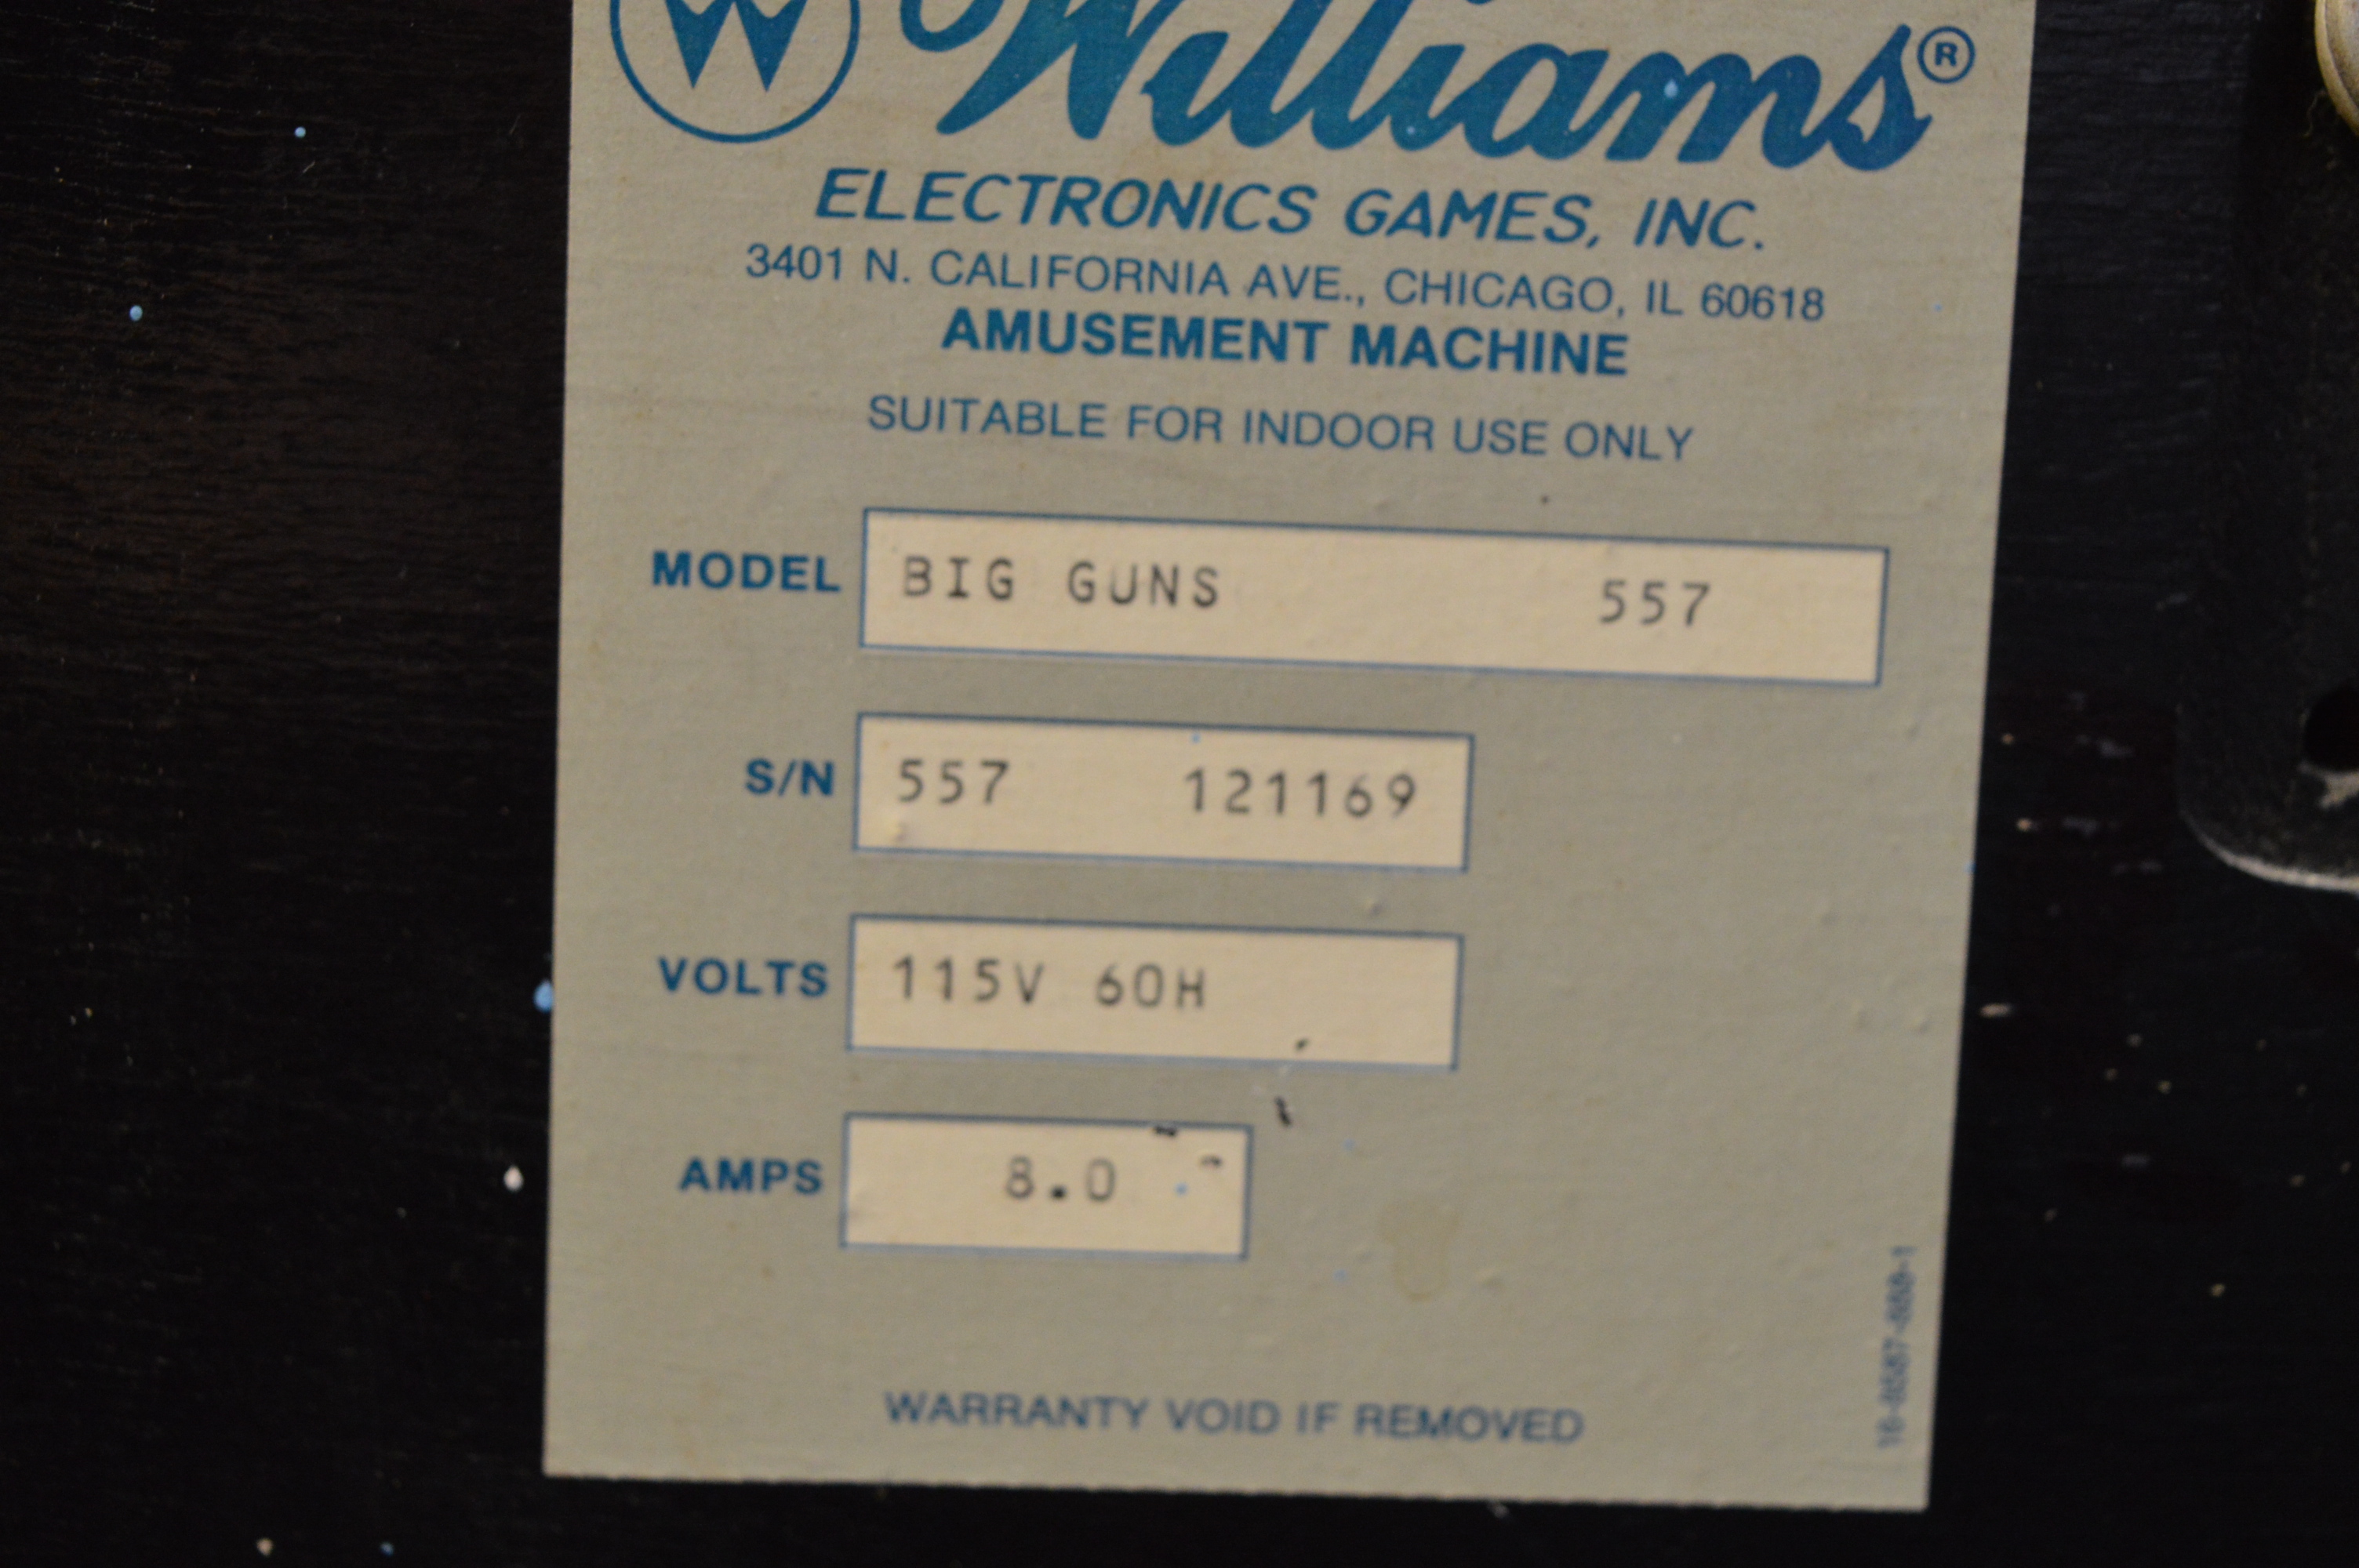 W Williams®
ELECTRONICS GAMES, INC.
3401 N. CALIFORNIA AVE., CHICAGO, IL 60618
AMUSEMENT MACHINE
SUITABLE FOR INDOOR USE ONLY
MODEL BIG GUNS 557
S/N 557 121169
VOLTS 115V 60H
AMPS 8.0
WARRANTY VOID IF REMOVED